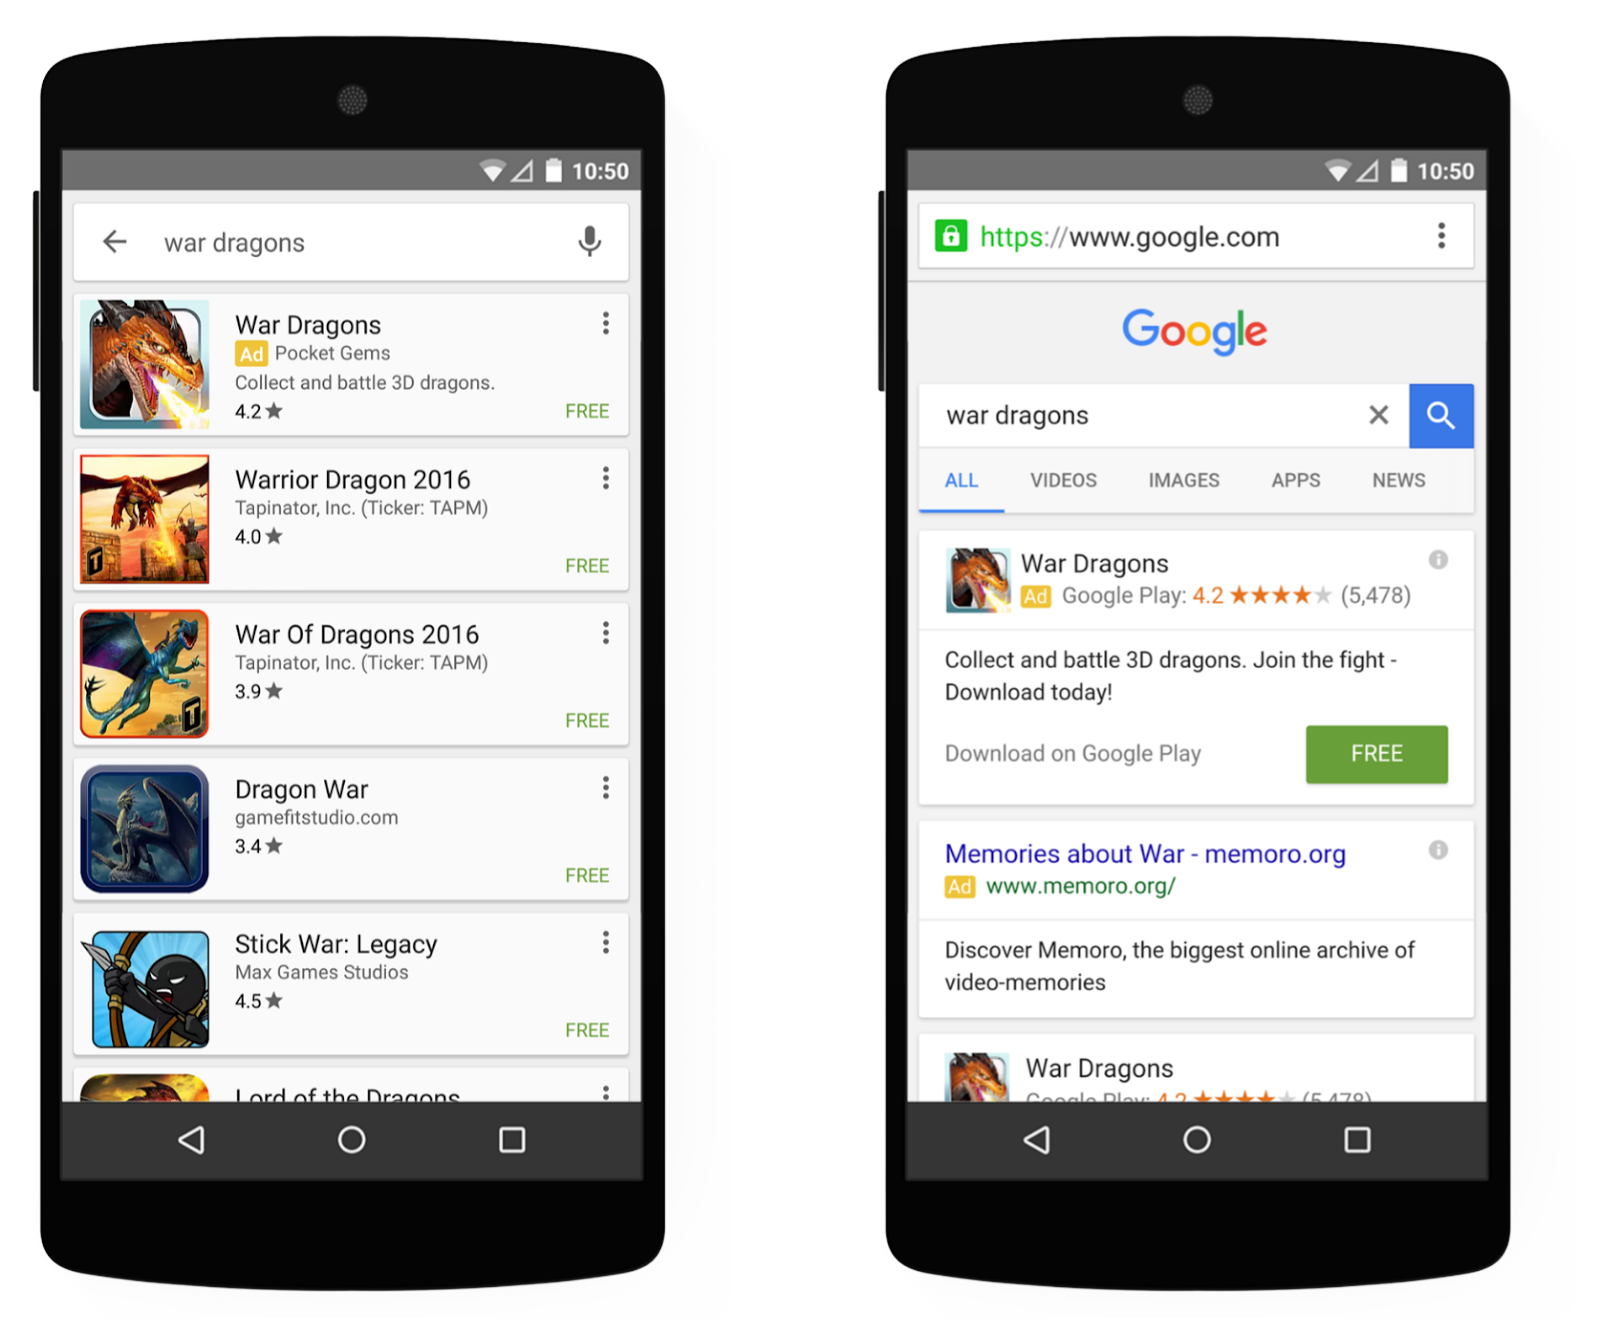 10:50
war dragons
War Dragons
Ad Pocket Gems
Collect and battle 3D dragons.
4.2★
FREE
Warrior Dragon 2016
Tapinator, Inc. (Ticker: TAPM)
4.0★
FREE
War Of Dragons 2016
Tapinator, Inc. (Ticker: TAPM)
3.9★
FREE
Dragon War
gamefitstudio.com
3.4★
FREE
Stick War: Legacy
Max Games Studios
4.5★
FREE
Lord of the Dragons
10:50
https://www.google.com
Google
war dragons
ALL VIDEOS IMAGES APPS NEWS
War Dragons
Ad Google Play: 4.2 ★★★★★ (5,478)
Collect and battle 3D dragons. Join the fight -
Download today!
Download on Google Play FREE
Memories about War - memoro.org
Ad www.memoro.org/
Discover Memoro, the biggest online archive of
video-memories
War Dragons
Google Play: 4.2 ★★★★★ (5,478)